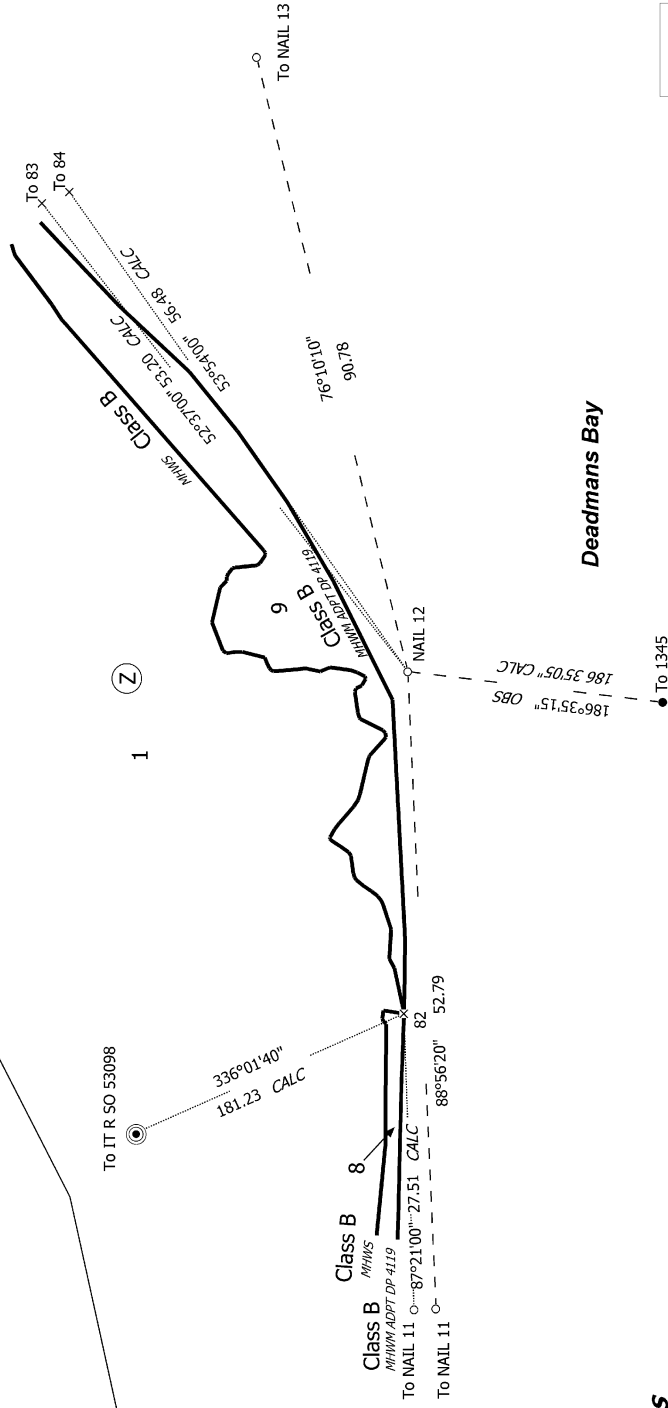 To NAIL 13
To 83
To 84
56.48 CALC
53°54'00"
53.20 CALC
52°37'00"
76°10'10"
90.78
Class B
MHWS
Deadmans Bay
9
Class B
MHWM ADPT DP 4119
NAIL 12
Z
1
186 35'05" CALC
186°35'15" OBS
To 1345
82
52.79
88°56'20"
336°01'40"
181.23 CALC
To IT R SO 53098
8
87°21'00" 27.51 CALC
Class B
MHWS
Class B
MHWM ADPT DP 4119
To NAIL 11
To NAIL 11